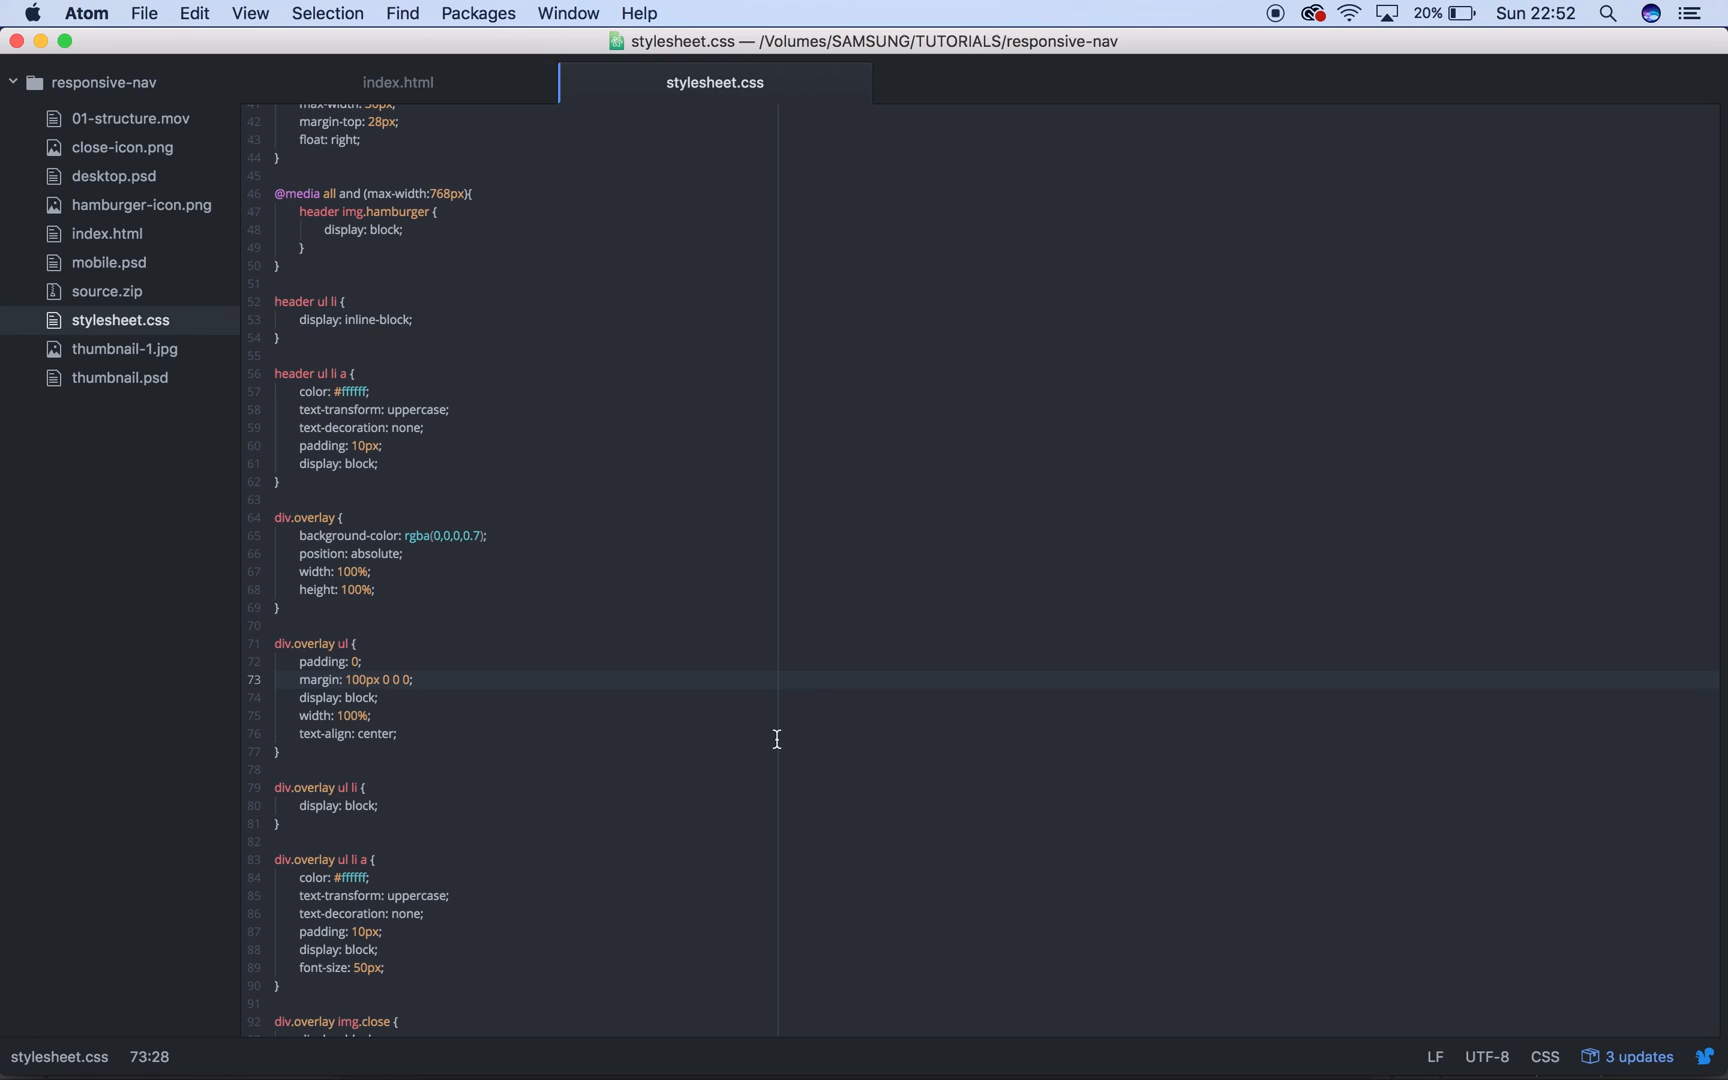 Atom File Edit View Selection Find Packages Window Help 20% Sun 22:52
stylesheet.css — /Volumes/SAMSUNG/TUTORIALS/responsive-nav
responsive-nav
index.html
stylesheet.css
01-structure.mov
close-icon.png
desktop.psd
hamburger-icon.png
index.html
mobile.psd
source.zip
stylesheet.css
thumbnail-1.jpg
thumbnail.psd
41 max-width: 50px;
42 margin-top: 28px;
43 float: right;
44 }
45
46 @media all and (max-width:768px){
47 header img.hamburger {
48 display: block;
49 }
50 }
51
52 header ul li {
53 display: inline-block;
54 }
55
56 header ul li a {
57 color: #ffffff;
58 text-transform: uppercase;
59 text-decoration: none;
60 padding: 10px;
61 display: block;
62 }
63
64 div.overlay {
65 background-color: rgba(0,0,0,0.7);
66 position: absolute;
67 width: 100%;
68 height: 100%;
69 }
70
71 div.overlay ul {
72 padding: 0;
73 margin: 100px 0 0 0;
74 display: block;
75 width: 100%;
76 text-align: center;
77 }
78
79 div.overlay ul li {
80 display: block;
81 }
82
83 div.overlay ul li a {
84 color: #ffffff;
85 text-transform: uppercase;
86 text-decoration: none;
87 padding: 10px;
88 display: block;
89 font-size: 50px;
90 }
91
92 div.overlay img.close {
stylesheet.css 73:28 LF UTF-8 CSS 3 updates